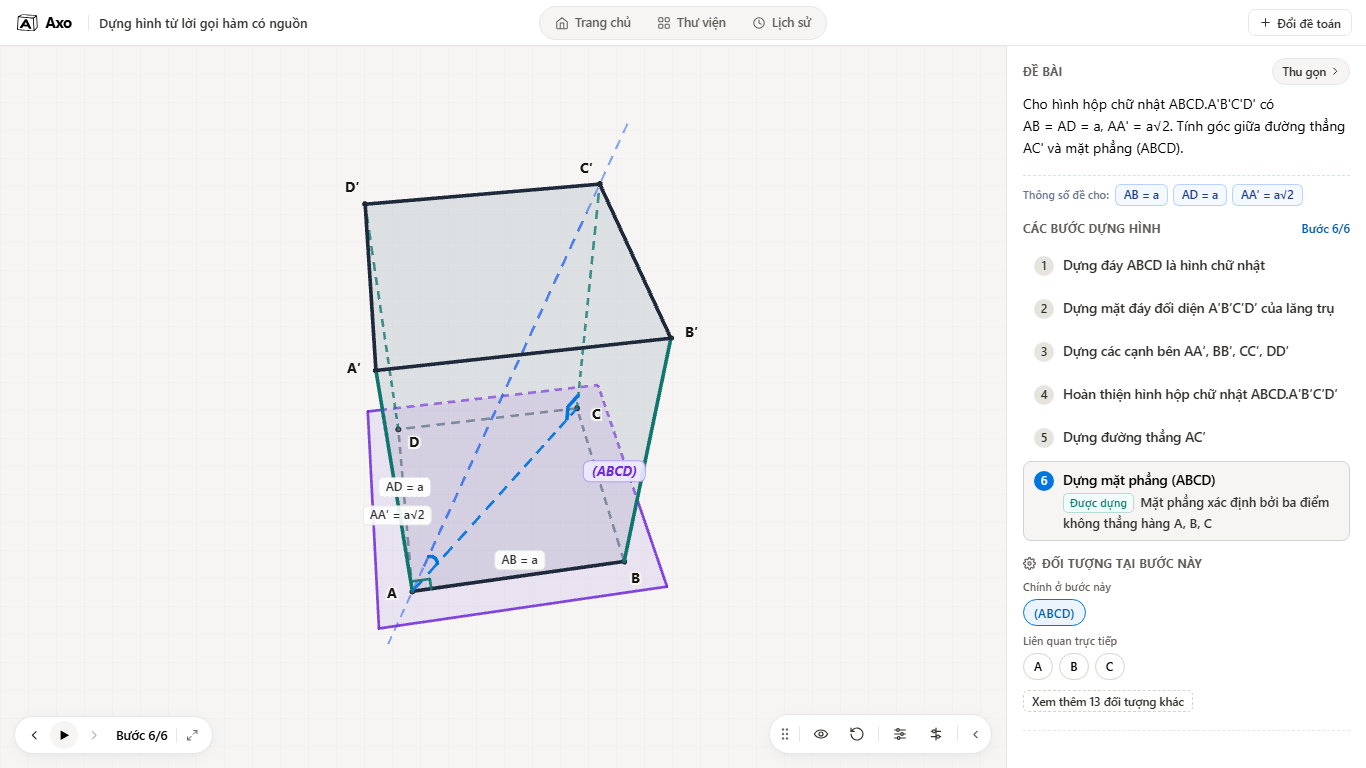 Axo
Dựng hình từ lời gọi hàm có nguồn
Trang chủ
Thư viện
Lịch sử
Đổi đề toán
ĐỀ BÀI
Thu gọn
Cho hình hộp chữ nhật ABCD.A'B'C'D' có
AB = AD = a, AA' = a√2. Tính góc giữa đường thẳng
AC' và mặt phẳng (ABCD).
Thông số đề cho:
AB = a
AD = a
AA′ = a√2
CÁC BƯỚC DỰNG HÌNH
Bước 6/6
1 Dựng đáy ABCD là hình chữ nhật
2 Dựng mặt đáy đối diện A′B′C′D′ của lăng trụ
3 Dựng các cạnh bên AA′, BB′, CC′, DD′
4 Hoàn thiện hình hộp chữ nhật ABCD.A′B′C′D′
5 Dựng đường thẳng AC′
6 Dựng mặt phẳng (ABCD)
Được dựng Mặt phẳng xác định bởi ba điểm
không thẳng hàng A, B, C
ĐỐI TƯỢNG TẠI BƯỚC NÀY
Chính ở bước này
(ABCD)
Liên quan trực tiếp
A
B
C
Xem thêm 13 đối tượng khác
C′
D′
B′
A′
C
D
(ABCD)
AD = a
AA′ = a√2
AB = a
B
A
Bước 6/6